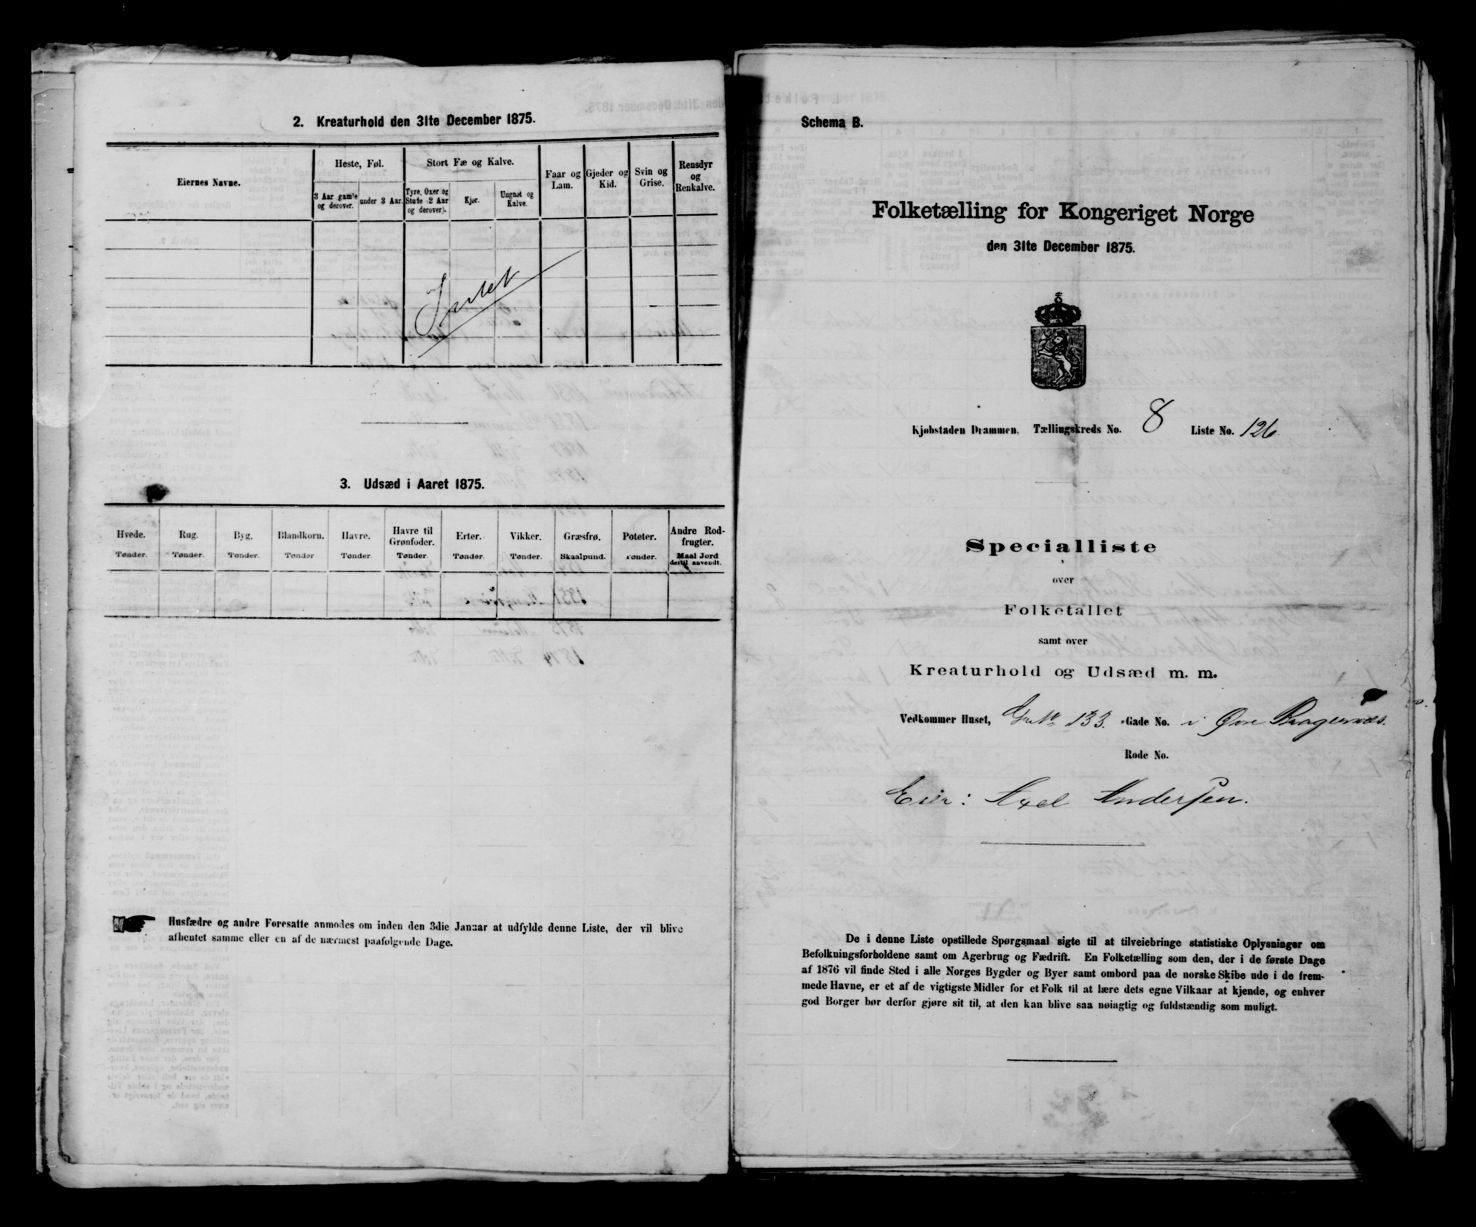 2. Kreaturhold den 31te December 1875.
Eiernes Navne.
Heste, Føl.
Stort Fæ og Kalve.
Faar og Lam.
Gjeder og Kid.
Svin og Grise.
Rensdyr og Renkalve.
3 Aar gamle og derover.
under 3 Aar.
Tyre, Oxer og Stude (2 Aar og derover).
Kjør.
Ungnøt og Kalve.
Intet
3. Udsæd i Aaret 1875.
Hvede. Rug. Byg. Blandkorn. Havre. Havre til Grønfoder. Erter. Vikker. Græsfrø. Poteter. Andre Rodfrugter.
Tønder. Tønder. Tønder. Tønder Tønder. Tønder Tønder. Tønder. Skaalpund. Tønder. Maal Jord dertil anvendt.
Husfædre og andre Foresatte anmodes om inden den 3die Januar at udfylde denne Liste, der vil blive
afhentet samme eller en af de nærmest paafølgende Dage.
Schema B.
Folketælling for Kongeriget Norge
den 31te December 1875.
Kjøbstaden Drammen. Tællingskreds No. 8 Liste No. 126
Specialliste
over
Folketallet
samt over
Kreaturhold og Udsæd m. m.
Vedkommer Huset, Gr No 133. Gade No. i Øvre Bragernæs.
Rode No.
Eier: Axel Andersen.
De i denne Liste opstillede Spørgsmaal sigte til at tilveiebringe statistiske Oplysninger om
Befolkningsforholdene samt om Agerbrug og Fædrift. En Folketælling som den, der i de første Dage
af 1876 vil finde Sted i alle Norges Bygder og Byer samt ombord paa de norske Skibe ude i de frem-
mede Havne, er et af de vigtigste Midler for et Folk til at lære dets egne Vilkaar at kjende, og enhver
god Borger bør derfor gjøre sit til, at den kan blive saa nøiagtig og fuldstændig som muligt.